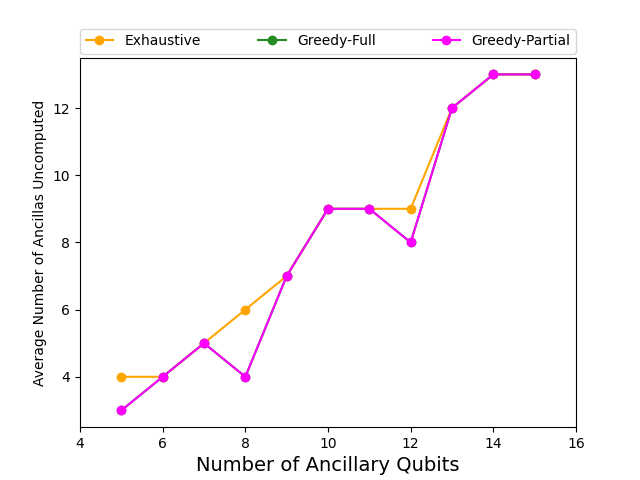 Exhaustive Greedy-Full Greedy-Partial
Average Number of Ancillas Uncomputed
12
10
8
6
4
4 6 8 10 12 14 16
Number of Ancillary Qubits